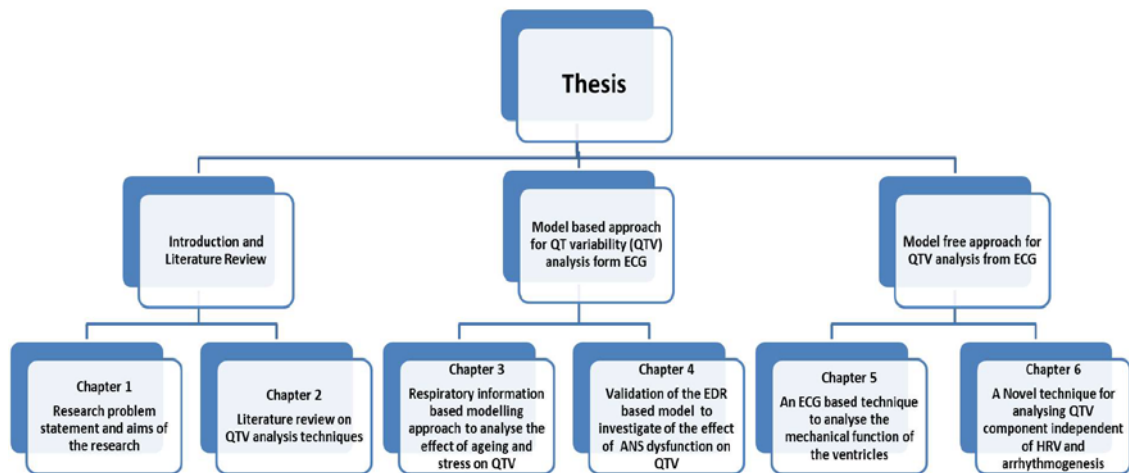 Thesis
Introduction and
Literature Review
Model based approach
for QT variability (QTV)
analysis form ECG
Model free approach for
QTV analysis from ECG
Chapter 1
Research problem
statement and aims of
the research
Chapter 2
Literature review on
QTV analysis techniques
Chapter 3
Respiratory information
based modelling
approach to analyse the
effect of ageing and
stress on QTV
Chapter 4
Validation of the EDR
based model to
investigate of the effect
of ANS dysfunction on
QTV
Chapter 5
An ECG based technique
to analyse the
mechanical function of
the ventricles
Chapter 6
A Novel technique for
analysing QTV
component independent
of HRV and
arrhythmogenesis